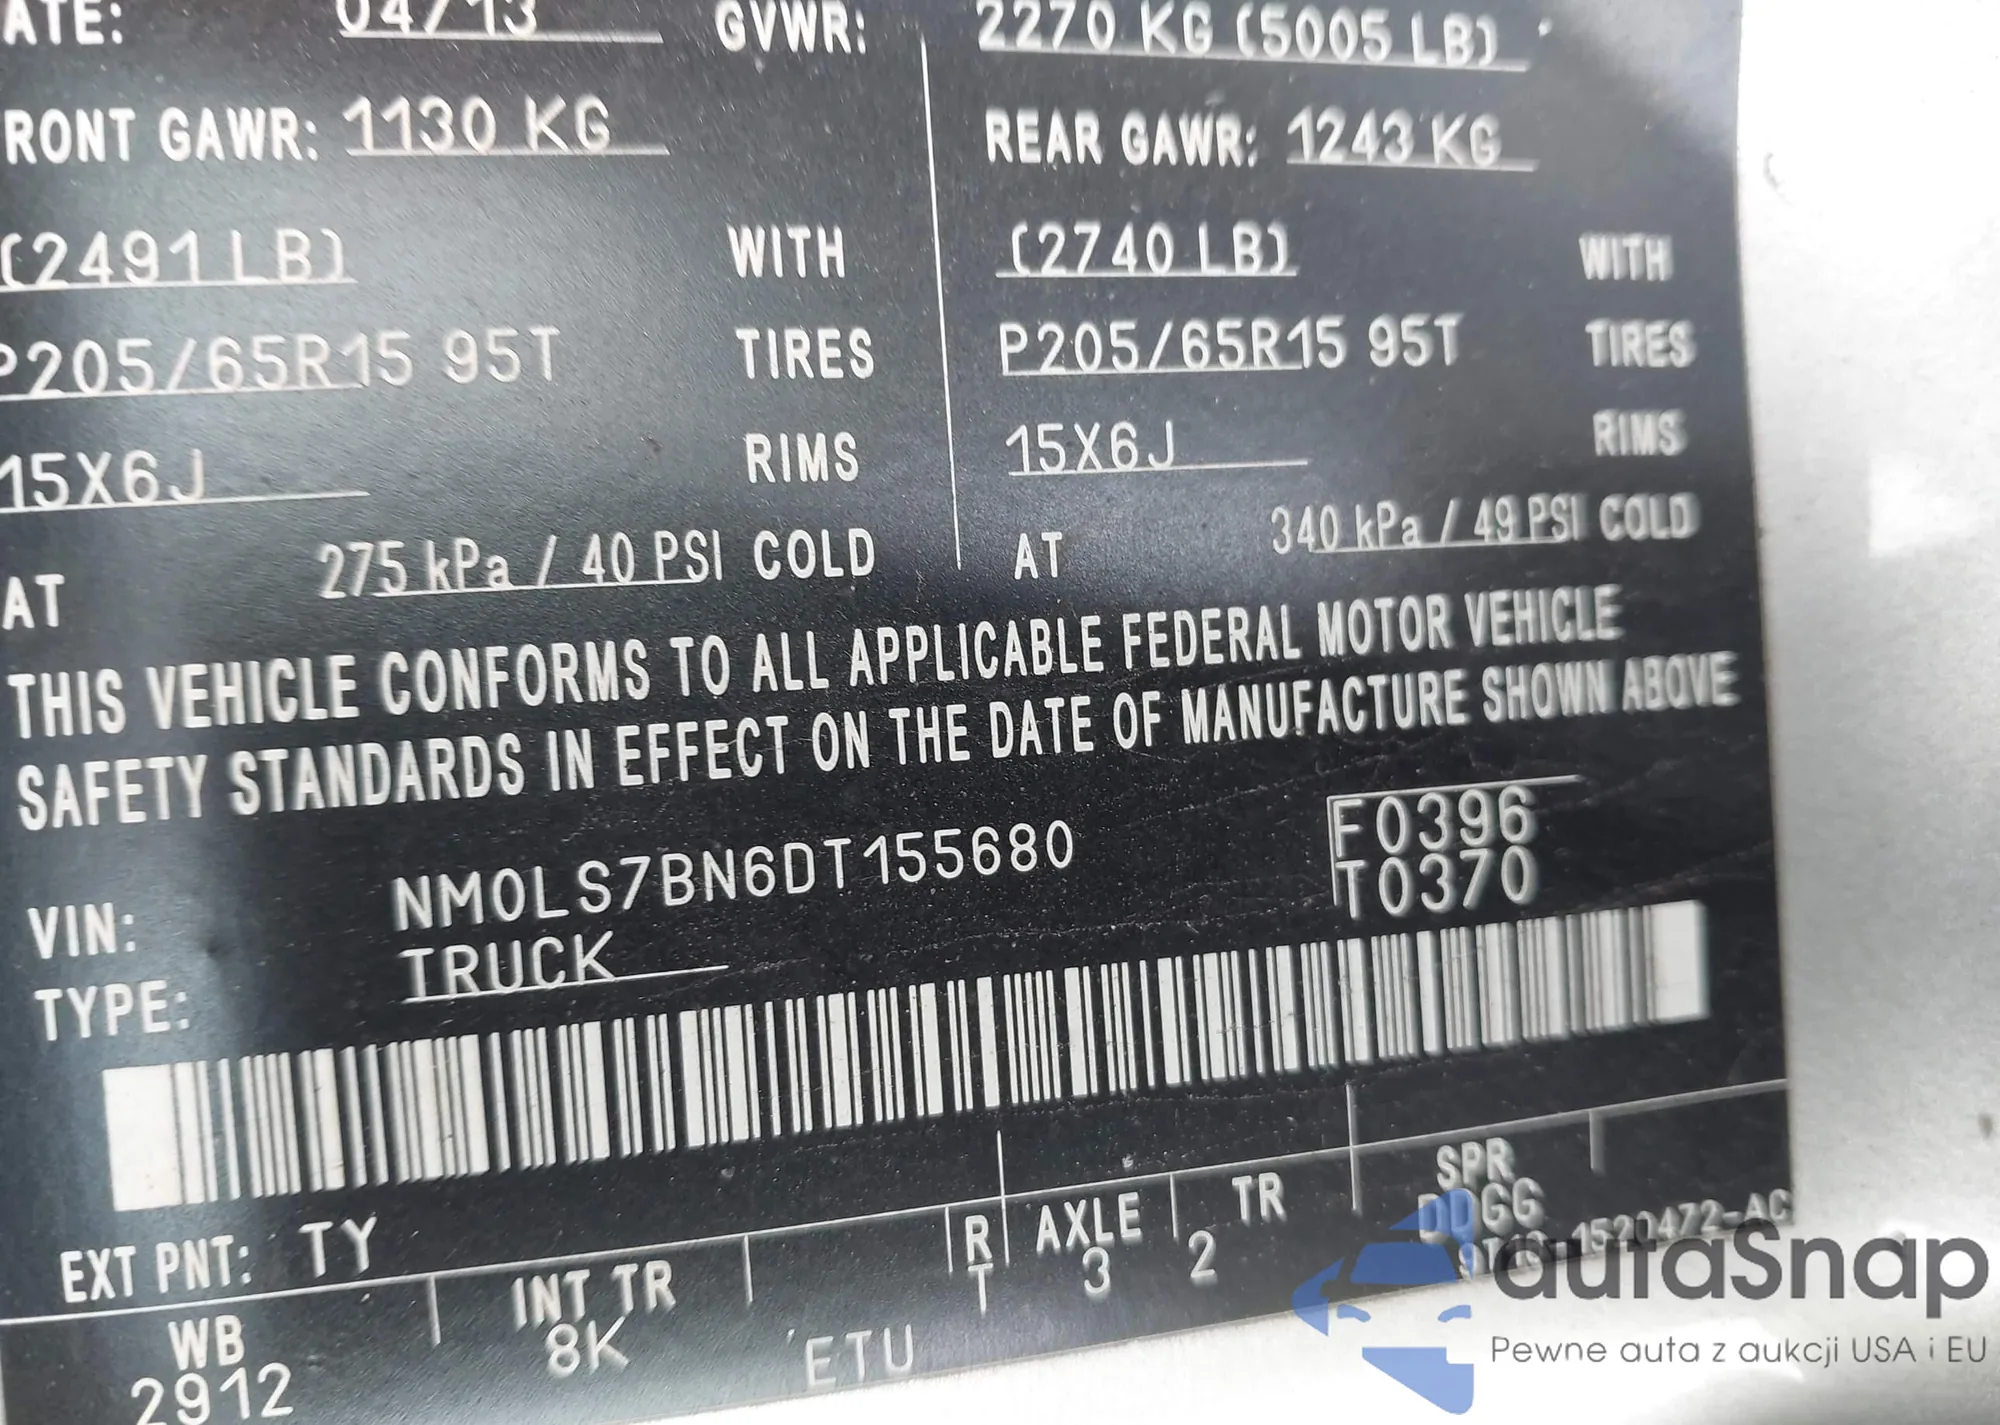 ATE: 04/13 GVWR: 2270 KG (5005 LB)
RONT GAWR: 1130 KG REAR GAWR: 1243 KG
(2491 LB) WITH (2740 LB) WITH
P205/65R15 95T TIRES P205/65R15 95T TIRES
15X6J RIMS 15X6J RIMS
AT 275 kPa / 40 PSI COLD AT 340 kPa / 49 PSI COLD
THIS VEHICLE CONFORMS TO ALL APPLICABLE FEDERAL MOTOR VEHICLE
SAFETY STANDARDS IN EFFECT ON THE DATE OF MANUFACTURE SHOWN ABOVE
VIN: NM0LS7BN6DT155680 F0396
TYPE: TRUCK T0370
EXT PNT: TY RT AXLE TR SPR
3 2 DDGG
WB INT TR 1520472-AC
2912 8K ETU
autaSnap
Pewne auta z aukcji USA i EU